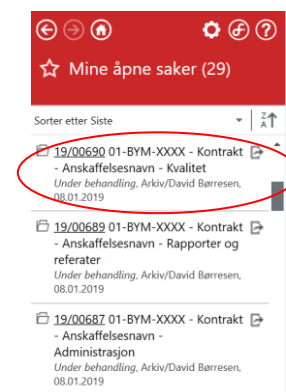 Mine åpne saker (29)
Sorter etter Siste
19/00690 01-BYM-XXXX - Kontrakt
- Anskaffelsesnavn - Kvalitet
Under behandling, Arkiv/David Børresen,
08.01.2019
19/00689 01-BYM-XXXX - Kontrakt
- Anskaffelsesnavn - Rapporter og
referater
Under behandling, Arkiv/David Børresen,
08.01.2019
19/00687 01-BYM-XXXX - Kontrakt
- Anskaffelsesnavn -
Administrasjon
Under behandling, Arkiv/David Børresen,
08.01.2019